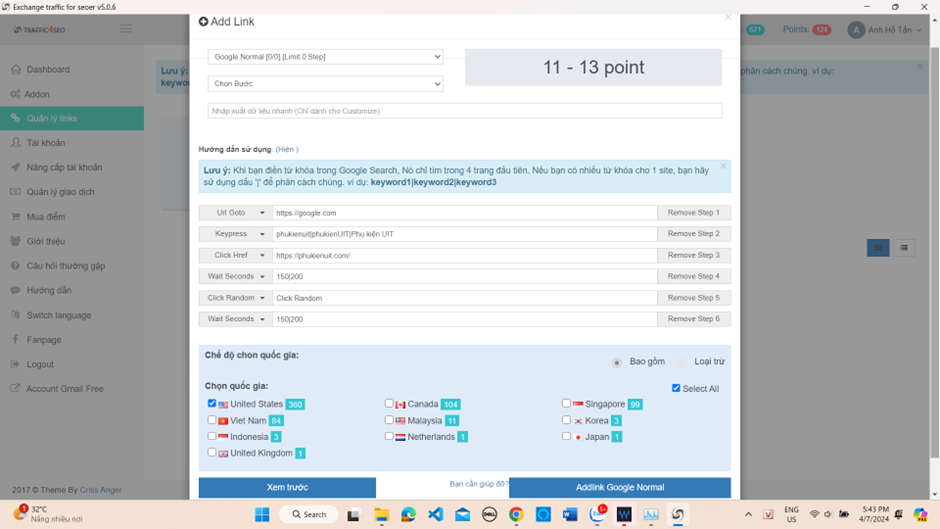 Exchange traffic for seoer v5.0.6
TRAFFIC4SEO
671
Points: 124
A Anh Hồ Tấn
Dashboard
Addon
Quản lý links
Tài khoản
Nâng cấp tài khoản
Quản lý giao dịch
Mua điểm
Giới thiệu
Câu hỏi thường gặp
Hướng dẫn
Switch language
Fanpage
Logout
Account Gmail Free
2017 © Theme By Criss Anger
Lưu ý:
keywor
phân cách chúng. ví dụ:
Add Link
Google Normal [0/0] [Limit 0 Step]
Chọn Bước
11 - 13 point
Nhập xuất dữ liệu nhanh (Chỉ dành cho Customize)
Hướng dẫn sử dụng: (Hiện )
Lưu ý: Khi bạn điền từ khóa trong Google Search, Nó chỉ tìm trong 4 trang đầu tiên. Nếu bạn có nhiều từ khóa cho 1 site, bạn hãy
sử dụng dấu '|' để phân cách chúng. ví dụ: keyword1|keyword2|keyword3
Url Goto https://google.com Remove Step 1
Keypress phukienuit|phukienUIT|Phụ kiện UIT Remove Step 2
Click Href https://phukienuit.com/ Remove Step 3
Wait Seconds 150|200 Remove Step 4
Click Random Click Random Remove Step 5
Wait Seconds 150|200 Remove Step 6
Chế độ chọn quốc gia:
Bao gồm Loại trừ
Chọn quốc gia:
Select All
United States 360 Canada 104 Singapore 99
Viet Nam 84 Malaysia 11 Korea 3
Indonesia 3 Netherlands 1 Japan 1
United Kingdom 1
Xem trước
Bạn cần giúp đỡ?
Addlink Google Normal
1
32°C
Nắng nhiều nơi
Search
DELL
5+
ENG
US
5:43 PM
4/7/2024